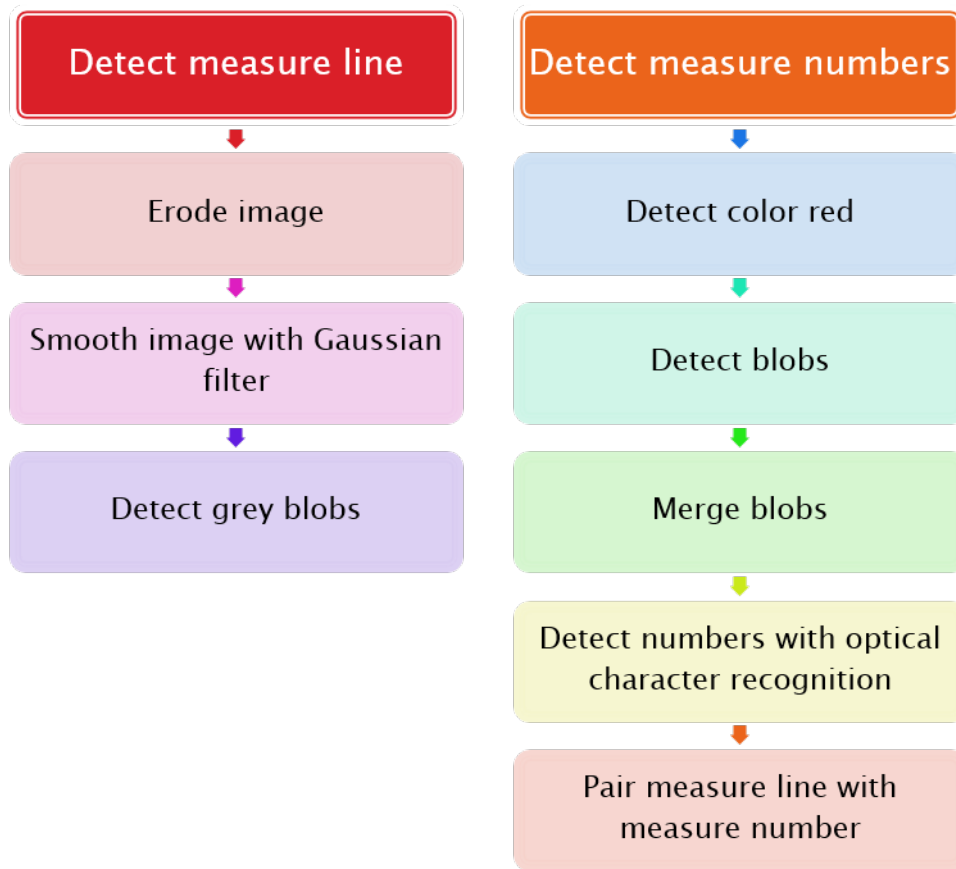 Detect measure line
Erode image
Smooth image with Gaussian
filter
Detect grey blobs
Detect measure numbers
Detect color red
Detect blobs
Merge blobs
Detect numbers with optical
character recognition
Pair measure line with
measure number